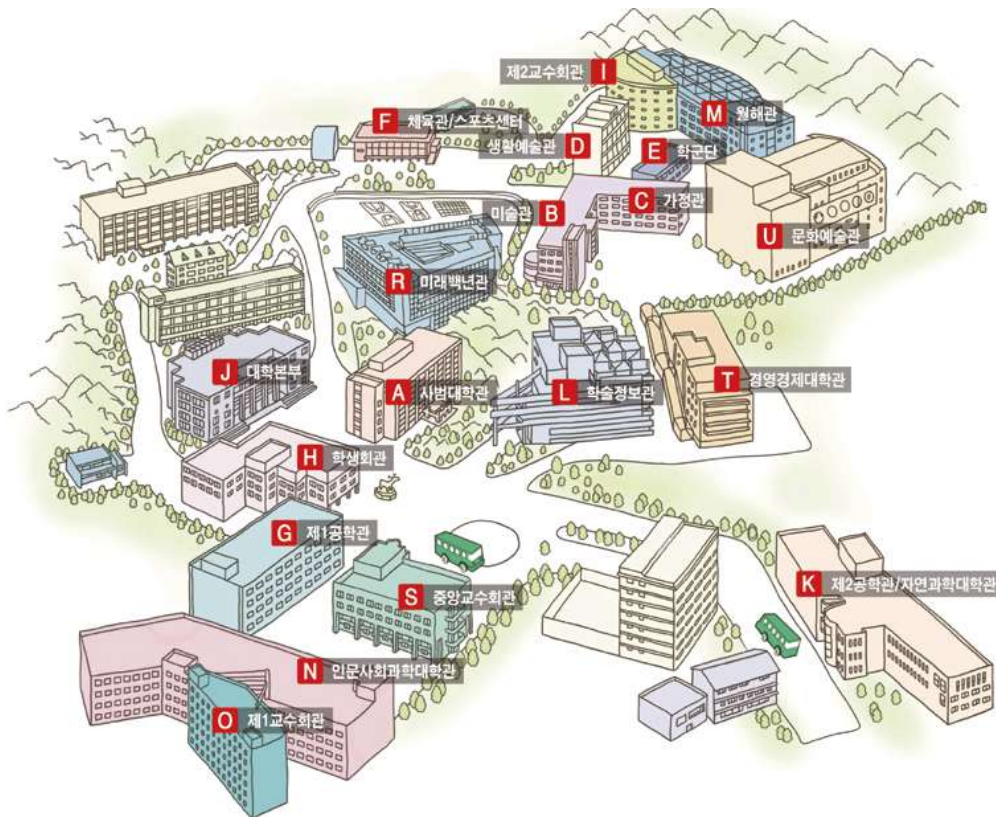 제2교수회관 I
M 원해관
F 체육관/스포츠센터
생활예술관 D
E 학군단
C 가정관
미술관 B
U 문화예술관
R 미래백년관
J 대학본부
A 사범대학관
L 학술정보관
T 경영경제대학관
H 학생회관
G 제1공학관
K 제2공학관/자연과학대학관
S 중앙교수회관
N 인문사회과학대학관
O 제1교수회관